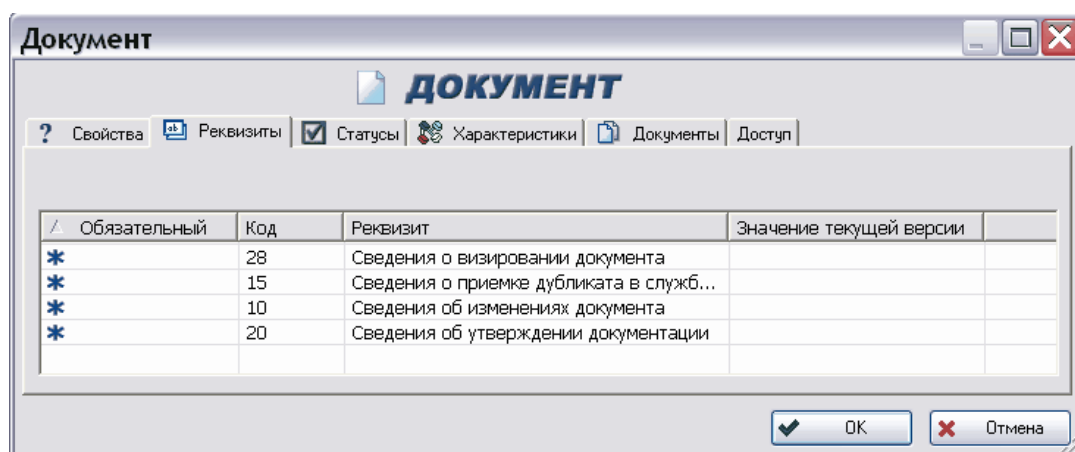 Документ
ДОКУМЕНТ
? Свойства Реквизиты Статусы Характеристики Документы Доступ
Обязательный Код Реквизит Значение текущей версии
28 Сведения о визировании документа
15 Сведения о приемке дубликата в служб...
10 Сведения об изменениях документа
20 Сведения об утверждении документации
OK Отмена